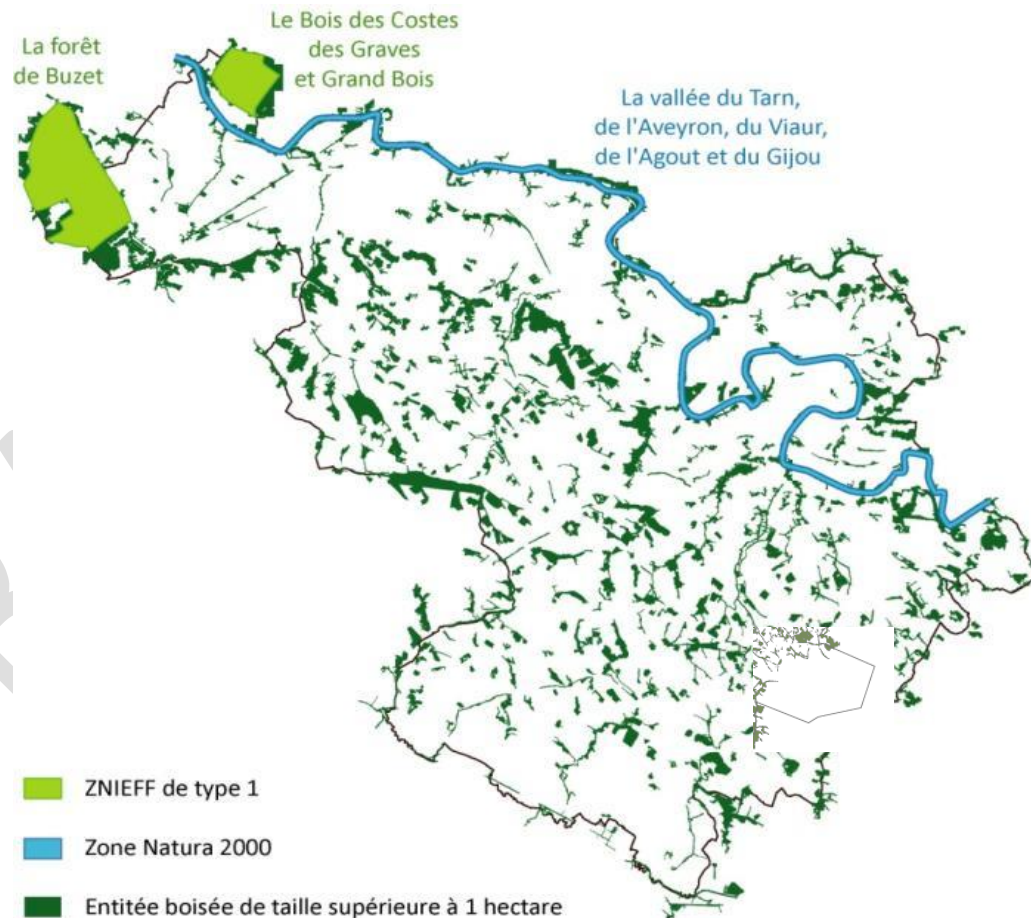 La forêt
de Buzet
Le Bois des Costes
des Graves
et Grand Bois
La vallée du Tarn,
de l'Aveyron, du Viaur,
de l'Agout et du Gijou
ZNIEFF de type 1
Zone Natura 2000
Entitée boisée de taille supérieure à 1 hectare